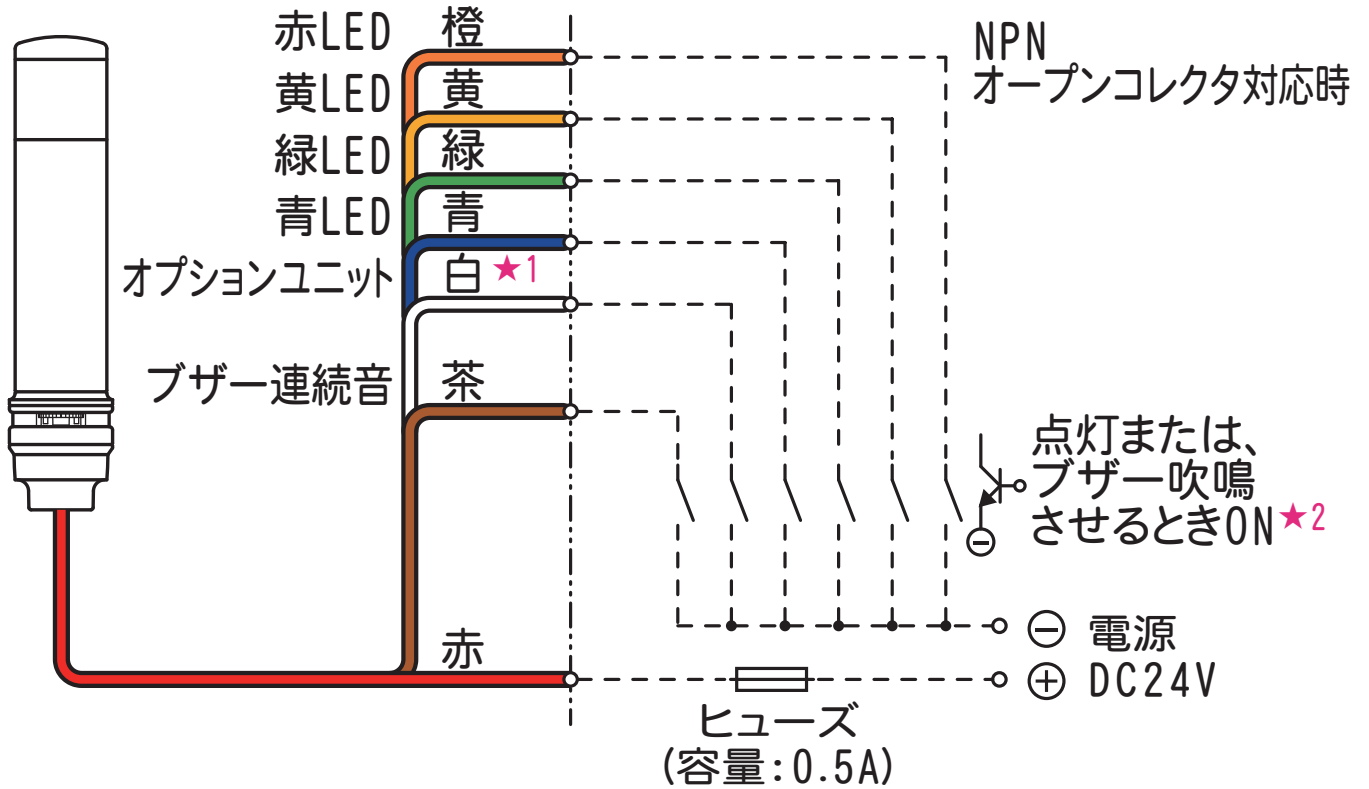 赤LED 橙
黄LED 黄
緑LED 緑
青LED 青
オプションユニット 白 ★1
ブザー連続音 茶
赤
NPN
オープンコレクタ対応時
点灯または、
ブザー吹鳴
させるときON★2
⊖
⊖ 電源
⊕ DC24V
ヒューズ
(容量:0.5A)